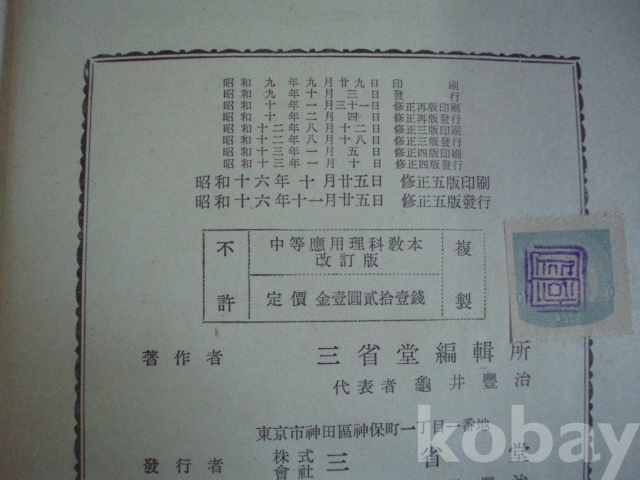 昭和九年九月廿九日 印刷
昭和九年十月三日 發行
昭和十年一月三十一日 修正再版印刷
昭和十年二月四日 修正再版發行
昭和十二年八月十二日 修正三版印刷
昭和十二年八月十八日 修正三版發行
昭和十三年一月五日 修正四版印刷
昭和十三年一月十日 修正四版發行
昭和十六年十月廿五日 修正五版印刷
昭和十六年十一月廿五日 修正五版發行
不許 複製
中等應用理科敎本
改訂版
定價 金壹圓貳拾壹錢
著作者 三省堂編輯所
代表者 龜井豐治
東京市神田區神保町一丁目一番地
發行者 株式會社 三省堂
豐治
kobay